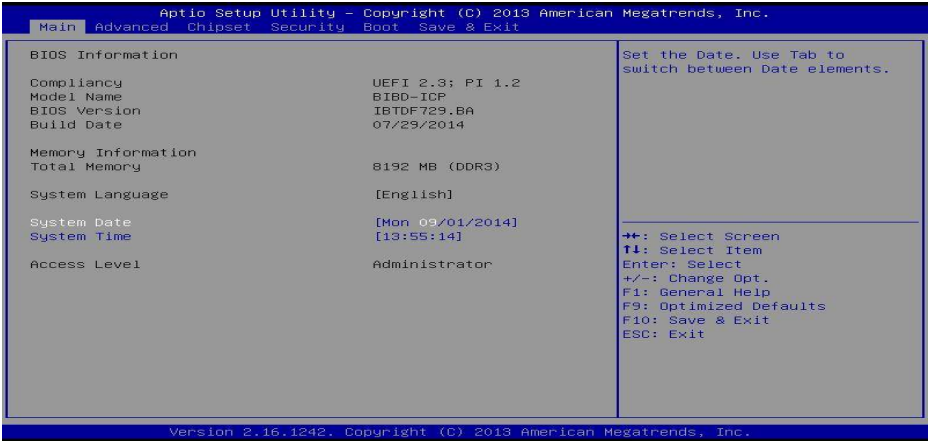 Aptio Setup Utility – Copyright (C) 2013 American Megatrends, Inc.
Main Advanced Chipset Security Boot Save & Exit
BIOS Information
Compliancy UEFI 2.3; PI 1.2
Model Name BIBD-ICP
BIOS Version IBTDF729.BA
Build Date 07/29/2014
Memory Information
Total Memory 8192 MB (DDR3)
System Language [English]
System Date [Mon 09/01/2014]
System Time [13:55:14]
Access Level Administrator
Set the Date. Use Tab to
switch between Date elements.
→←: Select Screen
↑↓: Select Item
Enter: Select
+/-: Change Opt.
F1: General Help
F9: Optimized Defaults
F10: Save & Exit
ESC: Exit
Version 2.16.1242. Copyright (C) 2013 American Megatrends, Inc.